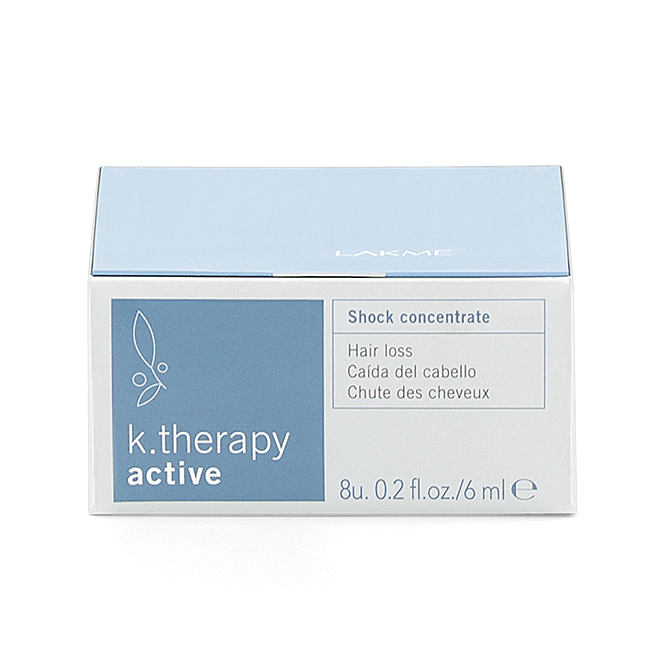 LAKMÉ
k.therapy
active
Shock concentrate
Hair loss
Caída del cabello
Chute des cheveux
8u. 0.2 fl.oz./6 ml ℮